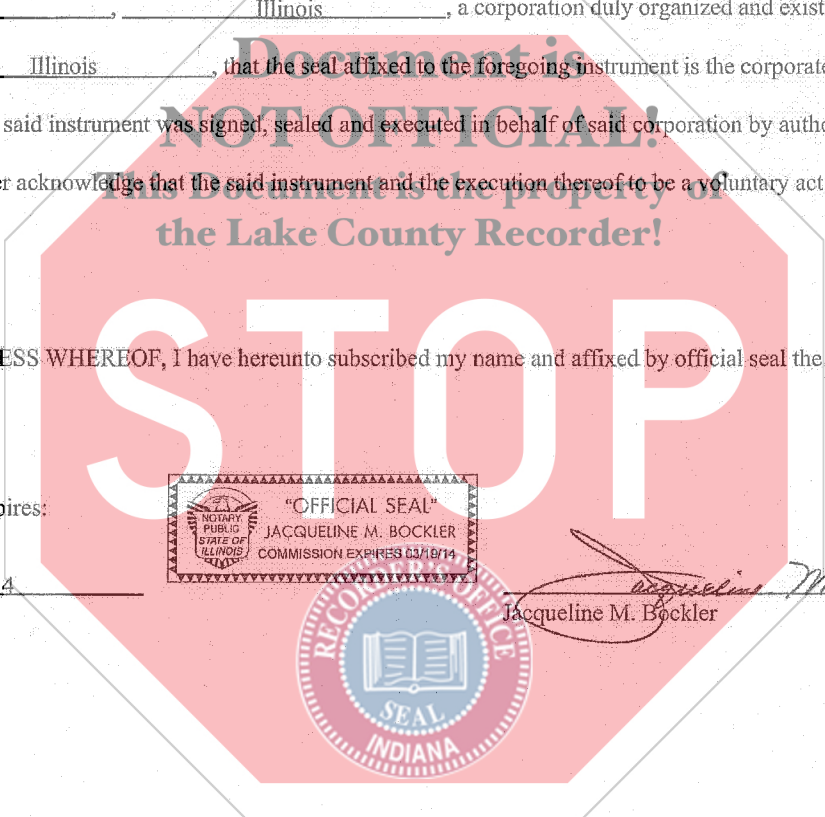 , Illinois , a corporation duly organized and exist
Document is
Illinois , that the seal affixed to the foregoing instrument is the corporate
NOT OFFICIAL!
said instrument was signed, sealed and executed in behalf of said corporation by autho
This Document is the property of
r acknowledge that the said instrument and the execution thereof to be a voluntary act
the Lake County Recorder!
STOP
ESS WHEREOF, I have hereunto subscribed my name and affixed by official seal the
pires:
"OFFICIAL SEAL"
NOTARY
PUBLIC
STATE OF
ILLINOIS
JACQUELINE M. BOCKLER
COMMISSION EXPIRES 03/19/14
4
Jacqueline M
Jacqueline M. Bockler
RECORDER'S OFFICE
SEAL
INDIANA